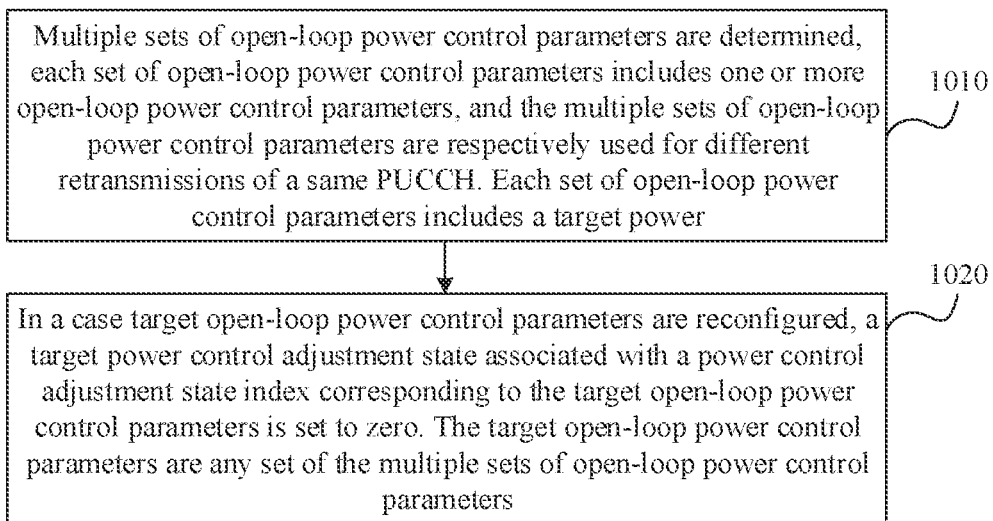 Multiple sets of open-loop power control parameters are determined,
each set of open-loop power control parameters includes one or more
open-loop power control parameters, and the multiple sets of open-loop
power control parameters are respectively used for different
retransmissions of a same PUCCH. Each set of open-loop power
control parameters includes a target power
1010
In a case target open-loop power control parameters are reconfigured, a
target power control adjustment state associated with a power control
adjustment state index corresponding to the target open-loop power
control parameters is set to zero. The target open-loop power control
parameters are any set of the multiple sets of open-loop power control
parameters
1020